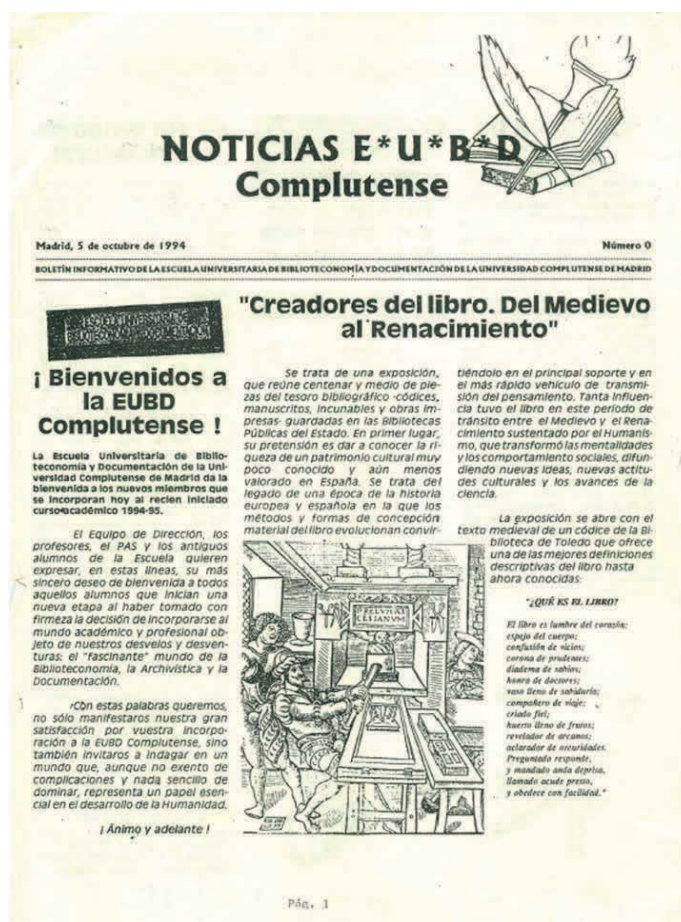 NOTICIAS E*U*B*D
Complutense
Madrid, 5 de octubre de 1994
Número 0
BOLETÍN INFORMATIVO DE LA ESCUELA UNIVERSITARIA DE BIBLIOTECONOMÍA Y DOCUMENTACIÓN DE LA UNIVERSIDAD COMPLUTENSE DE MADRID
ESCUELA UNIVERSITARIA DE
BIBLIOTECONOMIA Y DOCUMENTACION
¡ Bienvenidos a
la EUBD
Complutense !
La Escuela Universitaria de Biblio-
teconomía y Documentación de la Uni-
versidad Complutense de Madrid da la
bienvenida a los nuevos miembros que
se incorporan hoy al recien iniciado
curso académico 1994-95.
El Equipo de Dirección, los
profesores, el PAS y los antiguos
alumnos de la Escuela quieren
expresar, en estas líneas, su más
sincero deseo de bienvenida a todos
aquellos alumnos que inician una
nueva etapa al haber tomado con
firmeza la decisión de incorporarse al
mundo académico y profesional ob-
jeto de nuestros desvelos y desven-
turas: el "fascinante" mundo de la
Biblioteconomía, la Archivística y la
Documentación.
Con estas palabras queremos,
no sólo manifestaros nuestra gran
satisfacción por vuestra incorpo-
ración a la EUBD Complutense, sino
también invitaros a indagar en un
mundo que, aunque no exento de
complicaciones y nada sencillo de
dominar, representa un papel esen-
cial en el desarrollo de la Humanidad.
¡ Ánimo y adelante !
"Creadores del libro. Del Medievo
al Renacimiento"
Se trata de una exposición,
que reúne centenar y medio de pie-
zas del tesoro bibliográfico -códices,
manuscritos, incunables y obras im-
presas- guardadas en las Bibliotecas
Públicas del Estado. En primer lugar,
su pretensión es dar a conocer la ri-
queza de un patrimonio cultural muy
poco conocido y aún menos
valorado en España. Se trata del
legado de una época de la historia
europea y española en la que los
métodos y formas de concepción
material del libro evolucionan convir-
tiéndolo en el principal soporte y en
el más rápido vehículo de transmi-
sión del pensamiento. Tanta influen-
cia tuvo el libro en este período de
tránsito entre el Medievo y el Rena-
cimiento sustentado por el Humanis-
mo, que transformó las mentalidades
y los comportamiento sociales, difun-
diendo nuevas ideas, nuevas actitu-
des culturales y los avances de la
ciencia.
La exposición se abre con el
texto medieval de un códice de la Bi-
blioteca de Toledo que ofrece
una de las mejores definiciones
descriptivas del libro hasta
ahora conocidas:
"¿QUÉ ES EL LIBRO?
El libro es lumbre del corazón;
espejo del cuerpo;
confusión de vicios;
corona de prudentes;
diadema de sabios;
honra de doctores;
vaso lleno de sabiduría;
compañero de viaje;
criado fiel;
huerto lleno de frutos;
revelador de arcanos;
aclarador de oscuridades.
Preguntado responde,
y mandado anda deprisa,
llamado acude presto,
y obedece con facilidad."
Pág. 1